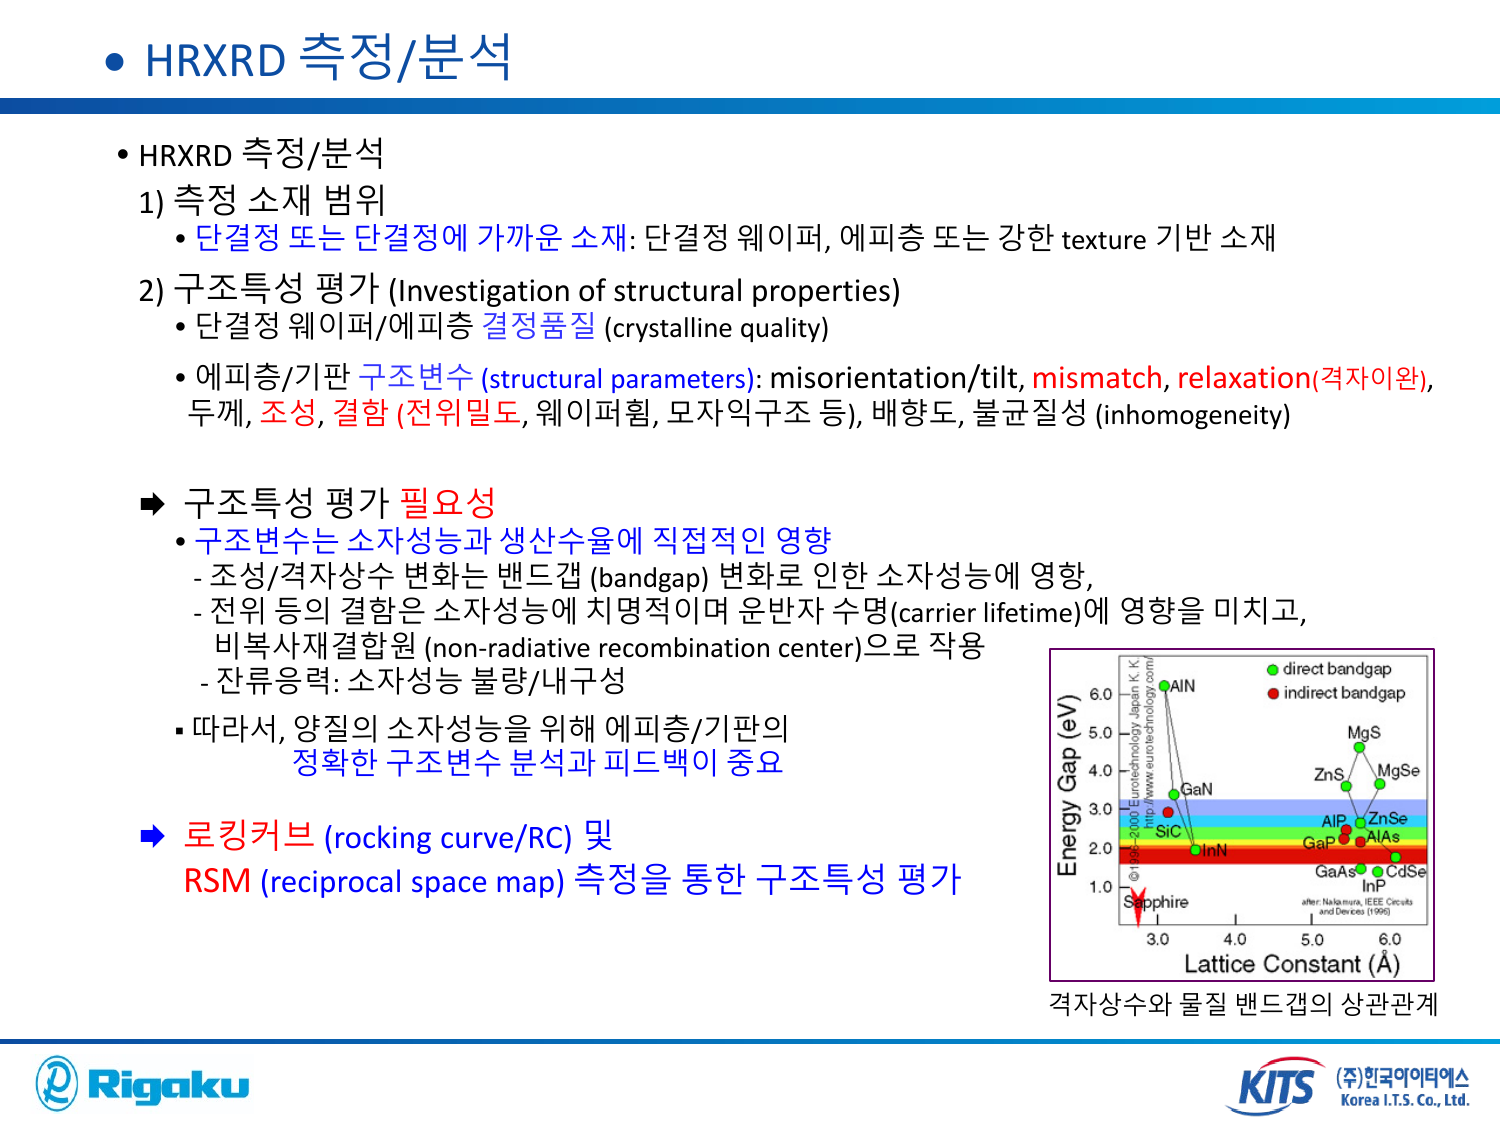 • HRXRD 측정/분석
• HRXRD 측정/분석
1) 측정 소재 범위
• 단결정 또는 단결정에 가까운 소재: 단결정 웨이퍼, 에피층 또는 강한 texture 기반 소재
2) 구조특성 평가 (Investigation of structural properties)
• 단결정 웨이퍼/에피층 결정품질 (crystalline quality)
• 에피층/기판 구조변수 (structural parameters): misorientation/tilt, mismatch, relaxation(격자이완),
두께, 조성, 결함 (전위밀도, 웨이퍼휨, 모자익구조 등), 배향도, 불균질성 (inhomogeneity)
🡆 구조특성 평가 필요성
• 구조변수는 소자성능과 생산수율에 직접적인 영향
- 조성/격자상수 변화는 밴드갭 (bandgap) 변화로 인한 소자성능에 영향,
- 전위 등의 결함은 소자성능에 치명적이며 운반자 수명(carrier lifetime)에 영향을 미치고,
비복사재결합원 (non-radiative recombination center)으로 작용
- 잔류응력: 소자성능 불량/내구성
▪ 따라서, 양질의 소자성능을 위해 에피층/기판의
정확한 구조변수 분석과 피드백이 중요
🡆 로킹커브 (rocking curve/RC) 및
RSM (reciprocal space map) 측정을 통한 구조특성 평가
direct bandgap
indirect bandgap
©1996-2000 Eurotechnology Japan K. K.
http://www.eurotechnology.com/
Energy Gap (eV)
6.0
5.0
4.0
3.0
2.0
1.0
AlN
GaN
SiC
InN
Sapphire
MgS
ZnS
MgSe
AlP
ZnSe
GaP
AlAs
GaAs
CdSe
InP
after: Nakamura, IEEE Circuits
and Devices (1995)
3.0 4.0 5.0 6.0
Lattice Constant (Å)
격자상수와 물질 밴드갭의 상관관계
Rigaku
KITS
(주)한국아이티에스
Korea I.T.S. Co., Ltd.